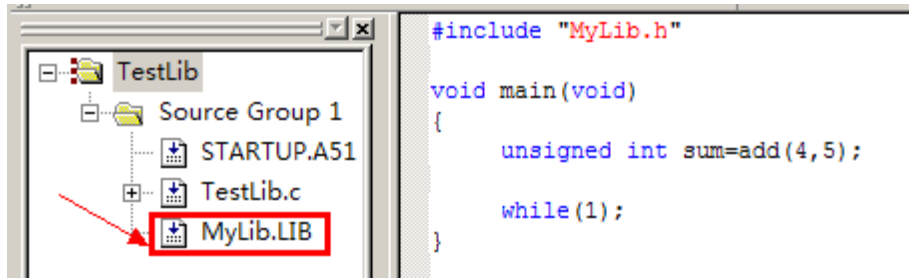 TestLib
Source Group 1
STARTUP.A51
TestLib.c
MyLib.LIB
#include "MyLib.h"
void main(void)
{
unsigned int sum=add(4,5);
while(1);
}